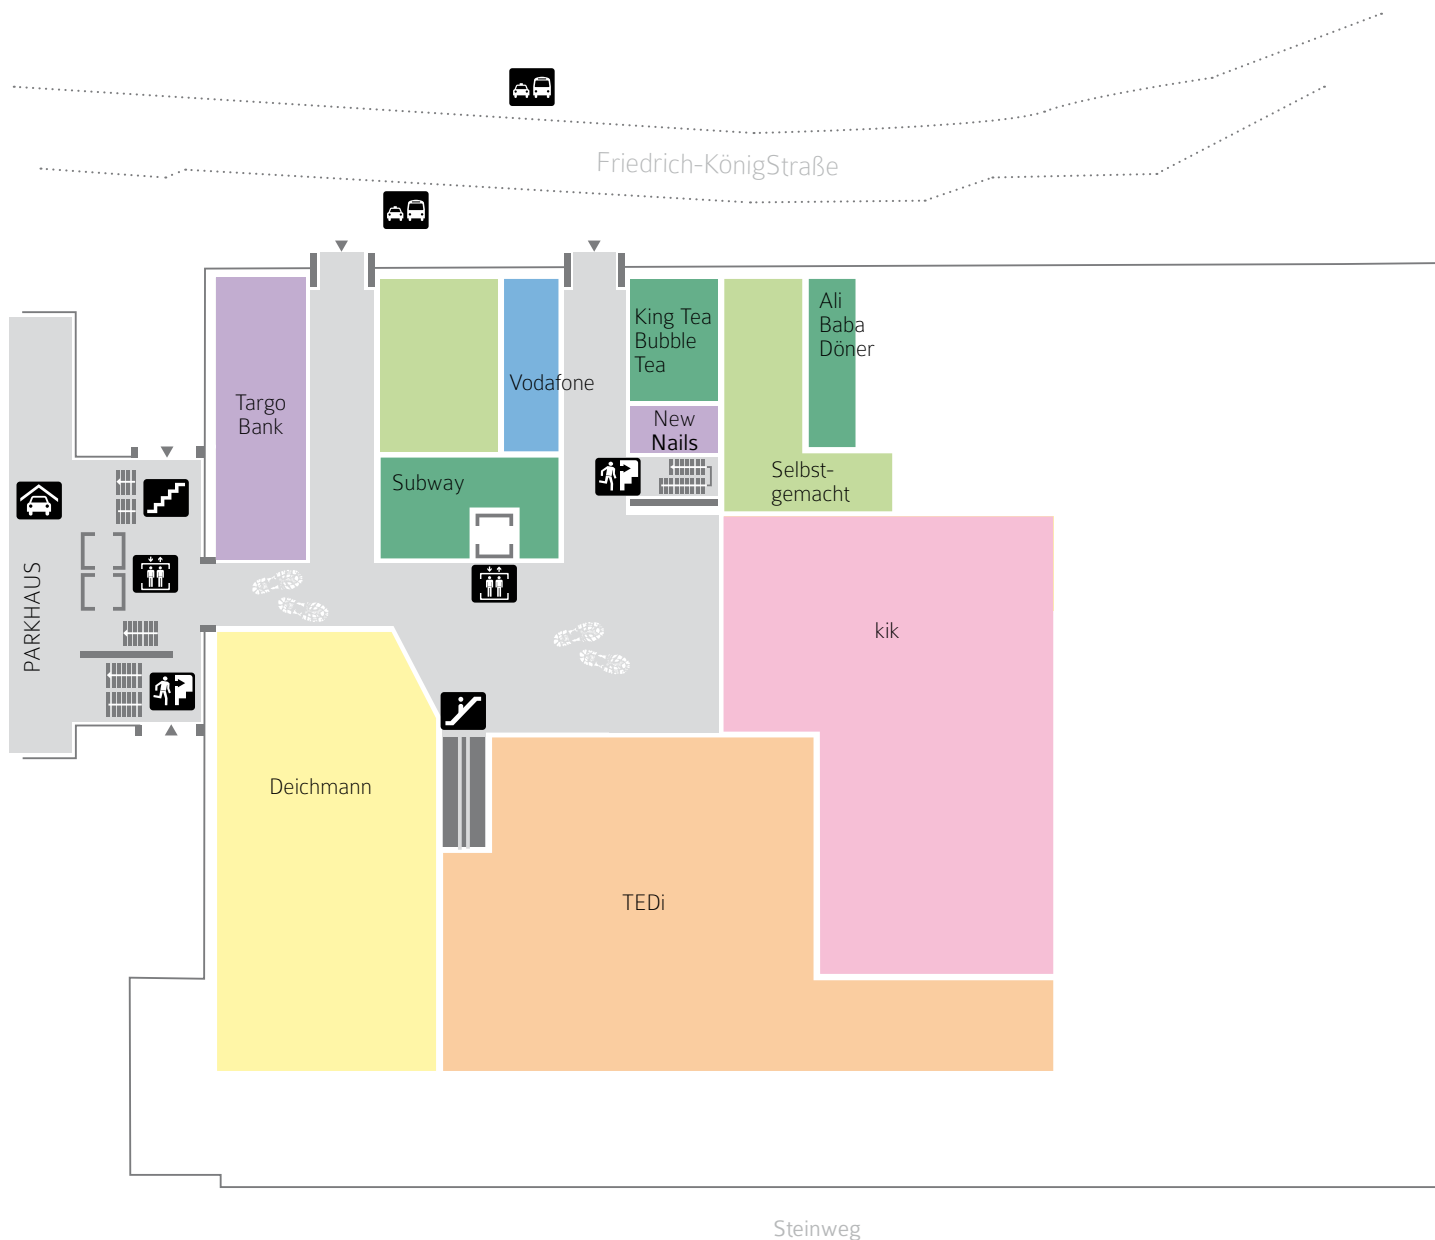 Friedrich-KönigStraße
Ali
Baba
Döner
King Tea
Bubble
Tea
Vodafone
Targo
Bank
New
Nails
Subway
Selbst-
gemacht
PARKHAUS
kik
Deichmann
TEDi
Steinweg